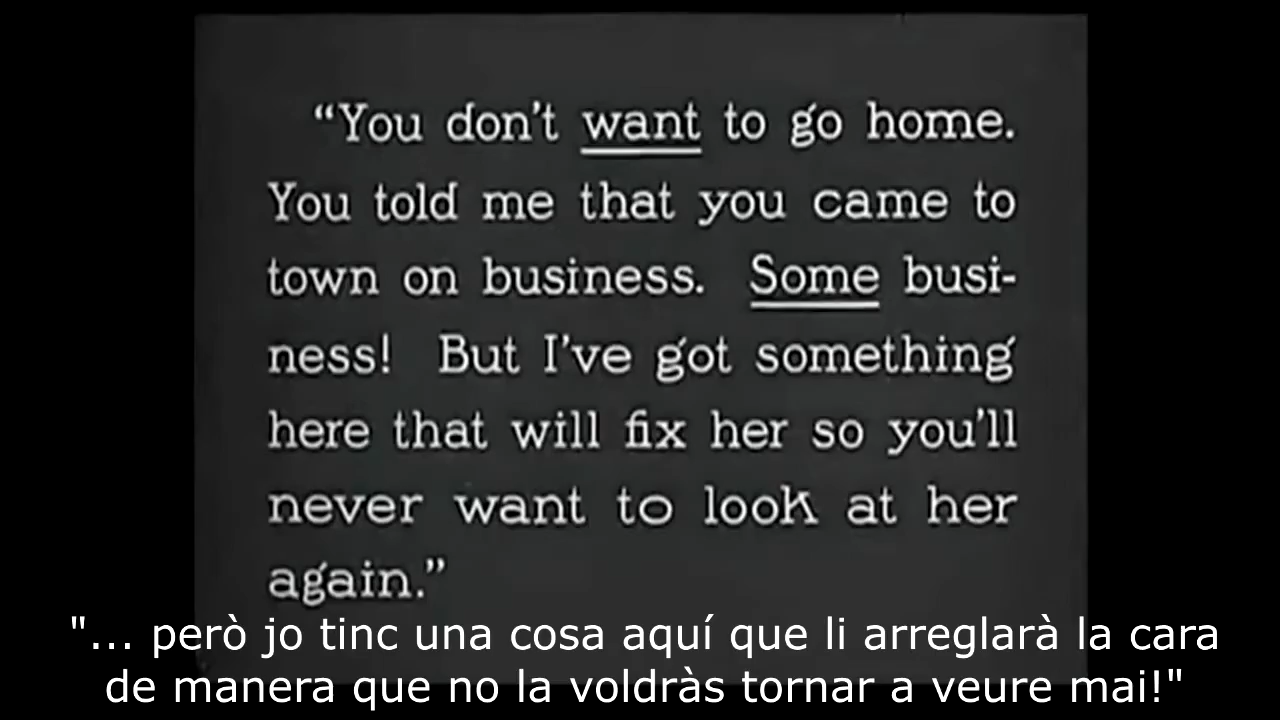 “You don’t want to go home.
You told me that you came to
town on business. Some busi-
ness! But I’ve got something
here that will fix her so you’ll
never want to look at her
again.”
"... però jo tinc una cosa aquí que li arreglarà la cara
de manera que no la voldràs tornar a veure mai!"